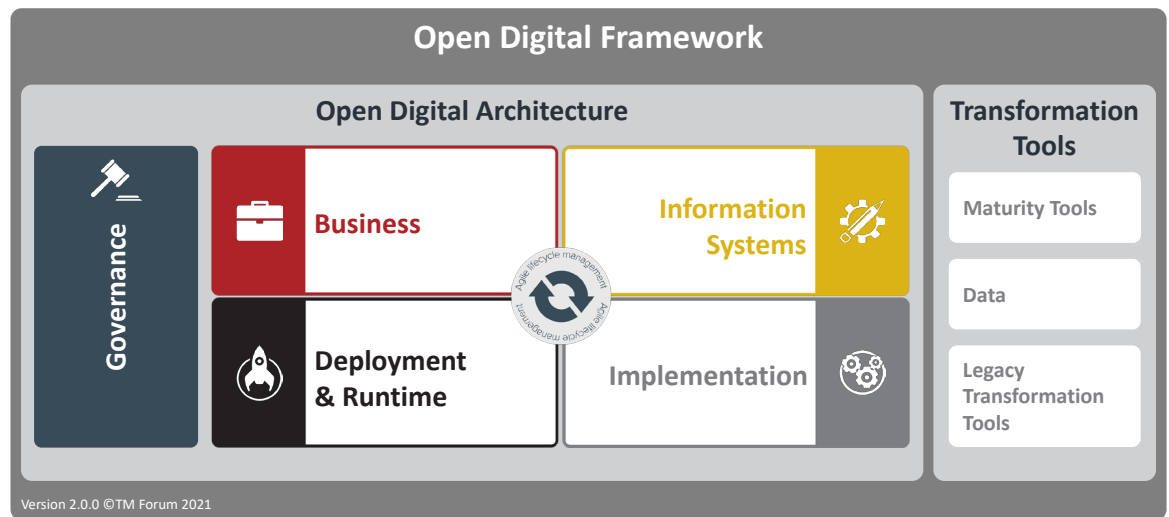 Open Digital Framework
Open Digital Architecture
Governance
Business
Information
Systems
Agile lifecycle management
Agile lifecycle management
Deployment
& Runtime
Implementation
Transformation
Tools
Maturity Tools
Data
Legacy
Transformation
Tools
Version 2.0.0 ©TM Forum 2021